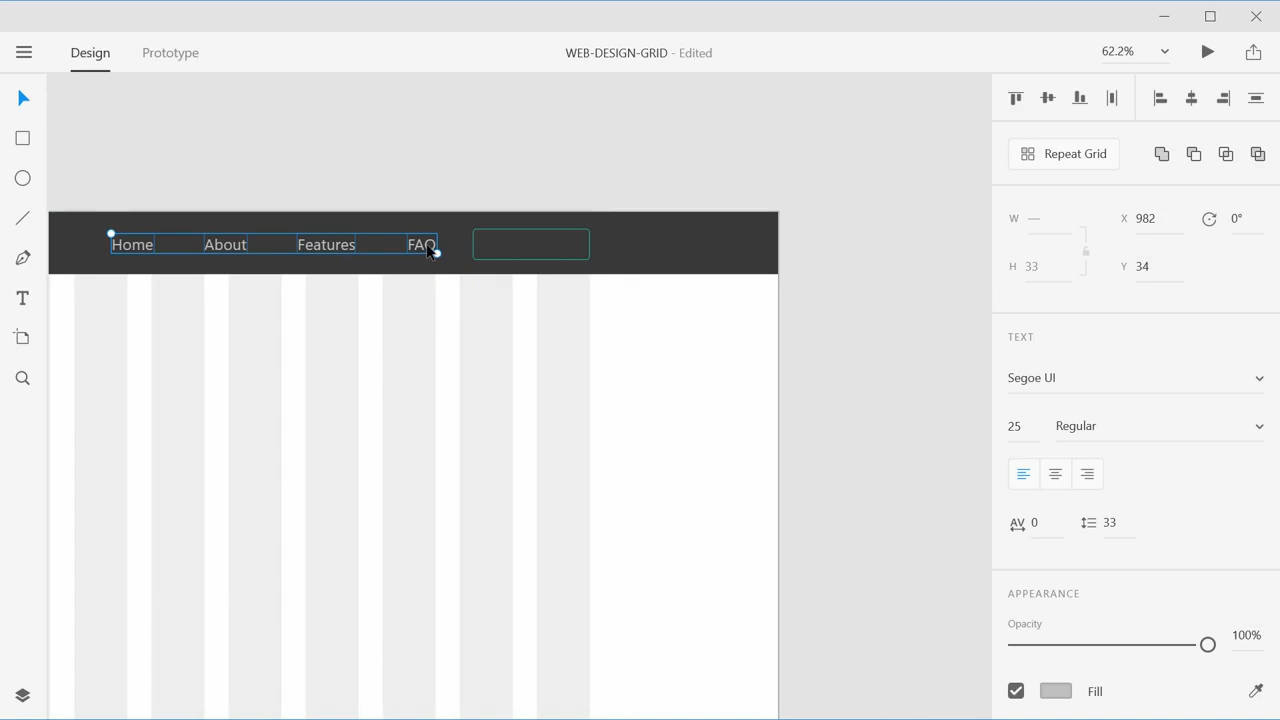 Design
Prototype
WEB-DESIGN-GRID - Edited
62.2%
Repeat Grid
W —
X 982
0°
H 33
Y 34
Home
About
Features
FAQ
TEXT
Segoe UI
25
Regular
AV 0
33
APPEARANCE
Opacity
100%
Fill
T